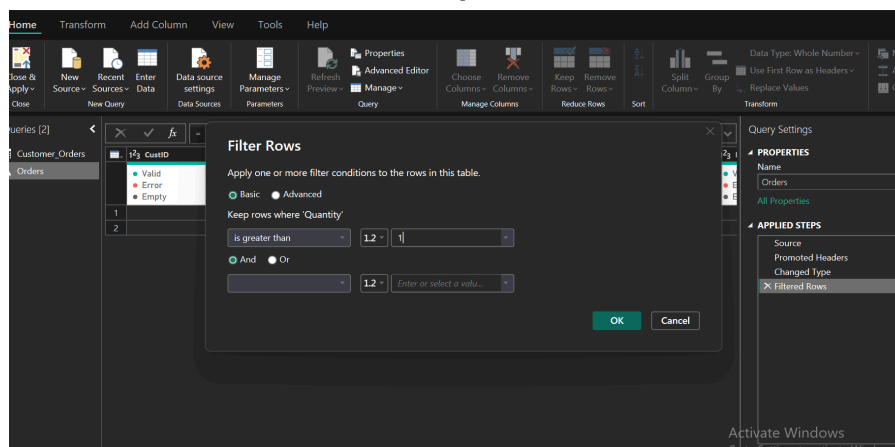 Home Transform Add Column View Tools Help
Close & Apply
New Source
Recent Sources
Enter Data
Data source settings
Manage Parameters
Refresh Preview
Properties
Advanced Editor
Manage
Choose Columns
Remove Columns
Keep Rows
Remove Rows
Split Column
Group By
Data Type: Whole Number
Use First Row as Headers
Replace Values
Close
New Query
Data Sources
Parameters
Query
Manage Columns
Reduce Rows
Sort
Transform
Queries [2]
Customer_Orders
Orders
fx =
1²3 CustID
Valid
Error
Empty
1
2
Filter Rows
Apply one or more filter conditions to the rows in this table.
Basic Advanced
Keep rows where 'Quantity'
is greater than 1.2 1
And Or
1.2 Enter or select a valu...
OK Cancel
Query Settings
PROPERTIES
Name
Orders
All Properties
APPLIED STEPS
Source
Promoted Headers
Changed Type
Filtered Rows
Activate Windows